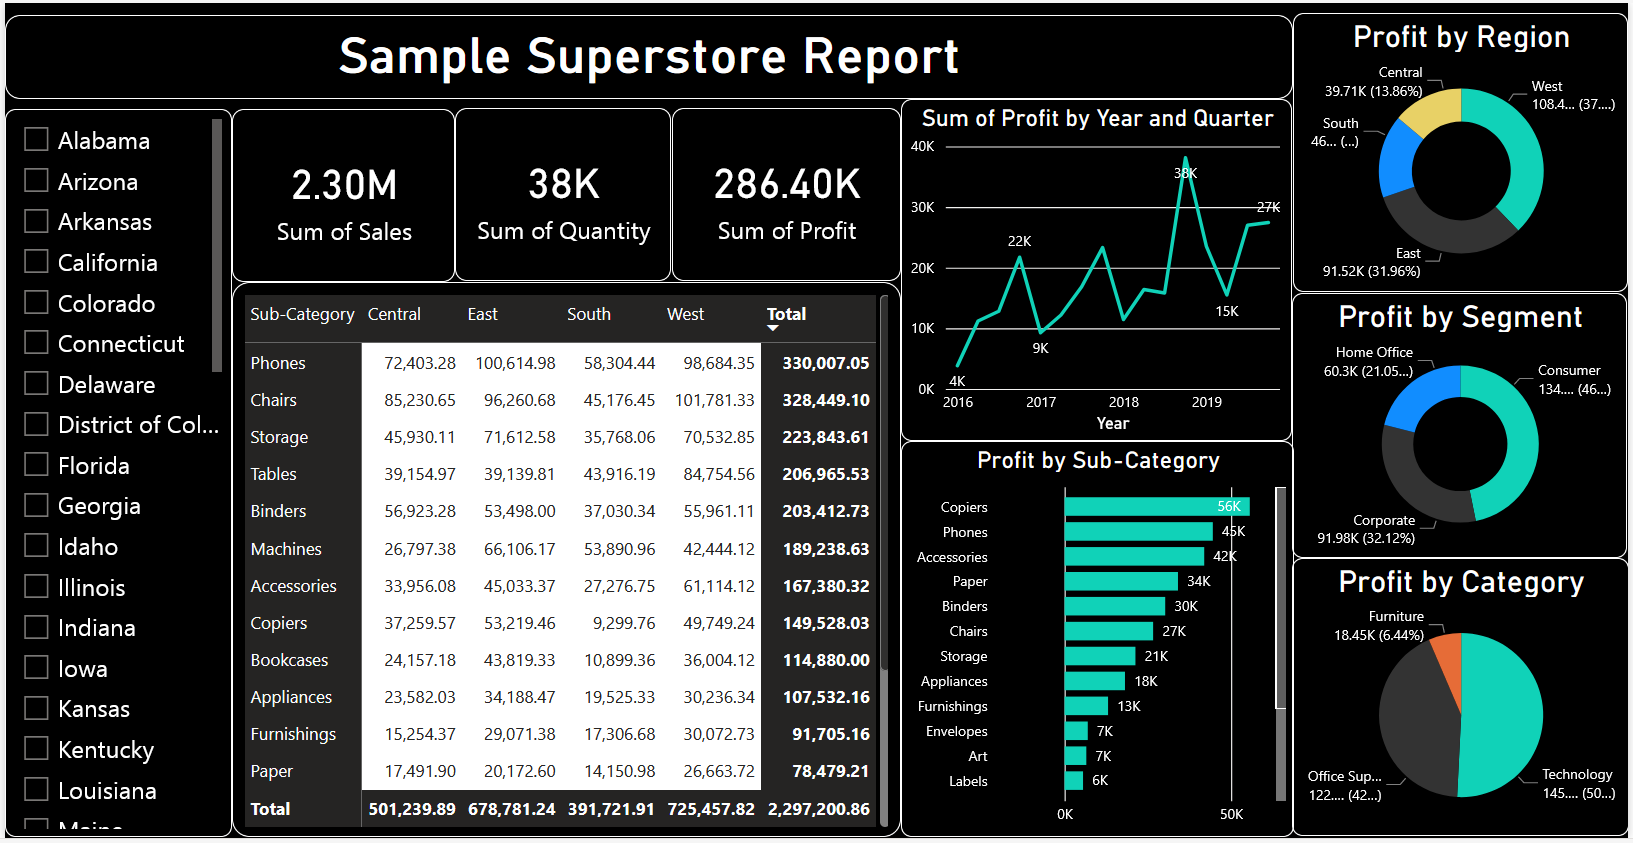 Sample Superstore Report
Alabama
Arizona
Arkansas
California
Colorado
Connecticut
Delaware
District of Col...
Florida
Georgia
Idaho
Illinois
Indiana
Iowa
Kansas
Kentucky
Louisiana
Maine
2.30M
Sum of Sales
38K
Sum of Quantity
286.40K
Sum of Profit
Sub-Category Central East South West Total
Phones 72,403.28 100,614.98 58,304.44 98,684.35 330,007.05
Chairs 85,230.65 96,260.68 45,176.45 101,781.33 328,449.10
Storage 45,930.11 71,612.58 35,768.06 70,532.85 223,843.61
Tables 39,154.97 39,139.81 43,916.19 84,754.56 206,965.53
Binders 56,923.28 53,498.00 37,030.34 55,961.11 203,412.73
Machines 26,797.38 66,106.17 53,890.96 42,444.12 189,238.63
Accessories 33,956.08 45,033.37 27,276.75 61,114.12 167,380.32
Copiers 37,259.57 53,219.46 9,299.76 49,749.24 149,528.03
Bookcases 24,157.18 43,819.33 10,899.36 36,004.12 114,880.00
Appliances 23,582.03 34,188.47 19,525.33 30,236.34 107,532.16
Furnishings 15,254.37 29,071.38 17,306.68 30,072.73 91,705.16
Paper 17,491.90 20,172.60 14,150.98 26,663.72 78,479.21
Total 501,239.89 678,781.24 391,721.91 725,457.82 2,297,200.86
Sum of Profit by Year and Quarter
40K
30K
20K
10K
0K
4K
22K
9K
38K
15K
27K
2016 2017 2018 2019
Year
Profit by Sub-Category
Copiers 56K
Phones 45K
Accessories 42K
Paper 34K
Binders 30K
Chairs 27K
Storage 21K
Appliances 18K
Furnishings 13K
Envelopes 7K
Art 7K
Labels 6K
0K 50K
Profit by Region
Central
39.71K (13.86%)
West
108.4... (37....)
South
46... (...)
East
91.52K (31.96%)
Profit by Segment
Home Office
60.3K (21.05...)
Consumer
134.... (46...)
Corporate
91.98K (32.12%)
Profit by Category
Furniture
18.45K (6.44%)
Office Sup...
122.... (42...)
Technology
145.... (50...)